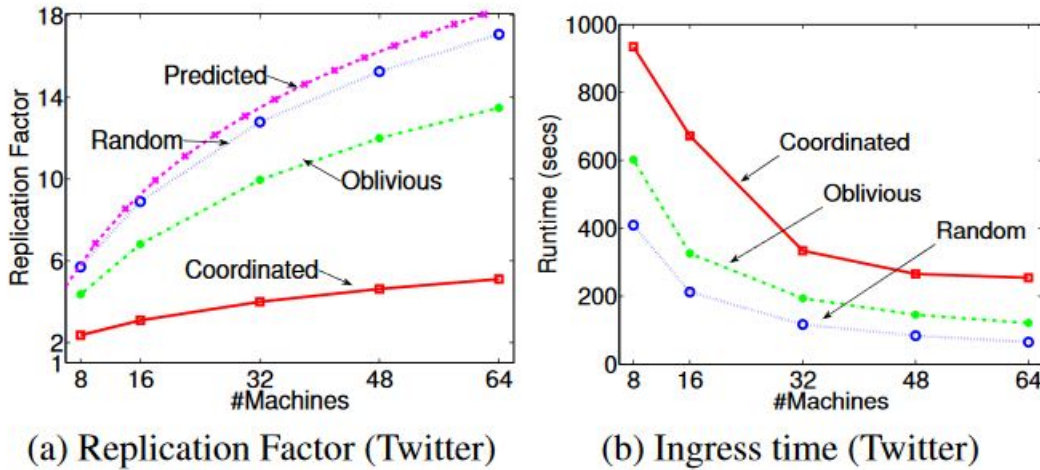 18
14
10
6
2
1
Replication Factor
Predicted
Random
Oblivious
Coordinated
8 16 32 48 64
#Machines
(a) Replication Factor (Twitter)
1000
800
600
400
200
0
Runtime (secs)
Coordinated
Oblivious
Random
8 16 32 48 64
#Machines
(b) Ingress time (Twitter)